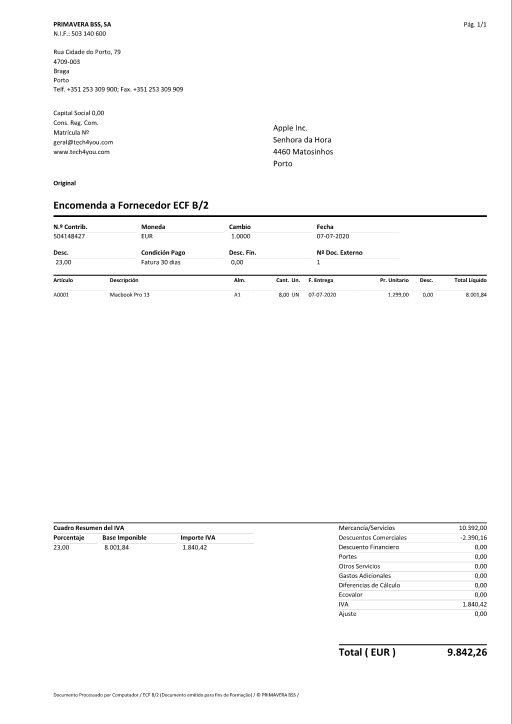 PRIMAVERA BSS, SA
Pág. 1/1
N.I.F.: 503 140 600
Rua Cidade do Porto, 79
4709-003
Braga
Porto
Telf. +351 253 309 900; Fax. +351 253 309 909
Capital Social 0,00
Cons. Reg. Com.
Matrícula Nº
geral@tech4you.com
www.tech4you.com
Apple Inc.
Senhora da Hora
4460 Matosinhos
Porto
Original
Encomenda a Fornecedor ECF B/2
N.º Contrib. Moneda Cambio Fecha
504148427 EUR 1.0000 07-07-2020
Desc. Condición Pago Desc. Fin. Nº Doc. Externo
23,00 Fatura 30 dias 0,00 1
Artículo Descripción Alm. Cant. Un. F. Entrega Pr. Unitario Desc. Total Líquido
A0001 Macbook Pro 13 A1 8,00 UN 07-07-2020 1.299,00 0,00 8.001,84
Cuadro Resumen del IVA
Porcentaje Base Imponible Importe IVA
23,00 8.001,84 1.840,42
Mercancía/Servicios 10.392,00
Descuentos Comerciales -2.390,16
Descuento Financiero 0,00
Portes 0,00
Otros Servicios 0,00
Gastos Adicionales 0,00
Diferencias de Cálculo 0,00
Ecovalor 0,00
IVA 1.840,42
Ajuste 0,00
Total ( EUR ) 9.842,26
Documento Processado por Computador / ECF B/2 (Documento emitido para fins de Formação) / © PRIMAVERA BSS /